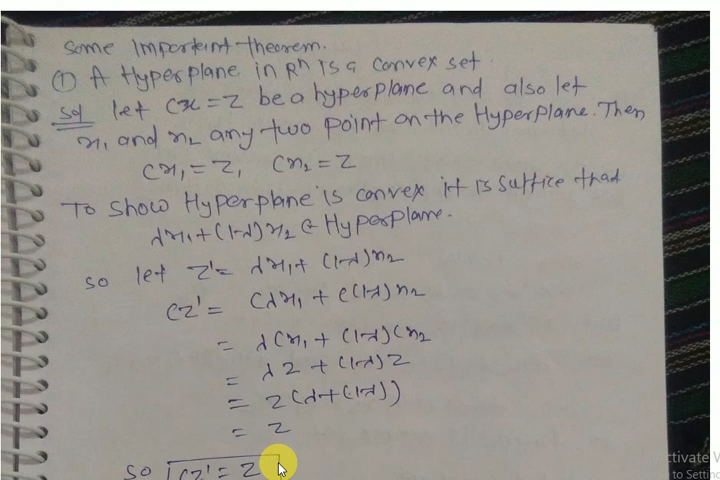 Some Important theorem.
① A Hyperplane in Rⁿ is a convex set.
Sol let Cx = Z be a hyperplane and also let
x₁ and x₂ any two point on the Hyperplane. Then
Cx₁ = Z, Cx₂ = Z
To show Hyperplane is convex it is suffice that
λx₁ + (1-λ)x₂ ∈ Hyperplane.
so let Z' = λx₁ + (1-λ)x₂
CZ' = Cλx₁ + C(1-λ)x₂
= λCx₁ + (1-λ)Cx₂
= λZ + (1-λ)Z
= Z(λ+(1-λ))
= Z
so CZ' = Z